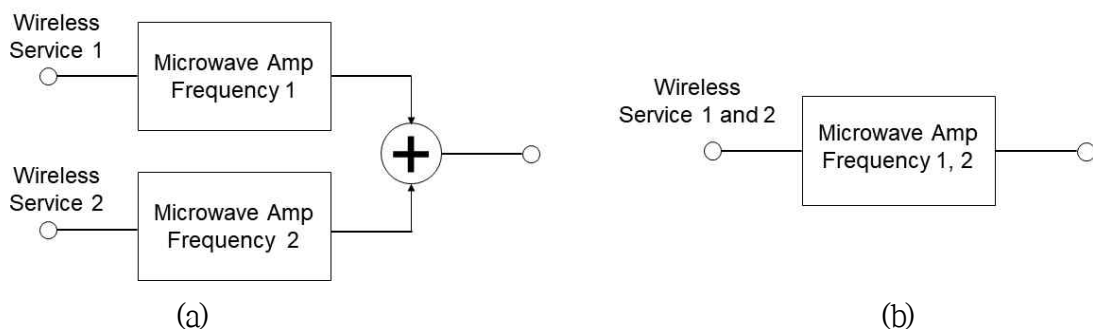 Wireless
Service 1
Microwave Amp
Frequency 1
Wireless
Service 2
Microwave Amp
Frequency 2
(a)
Wireless
Service 1 and 2
Microwave Amp
Frequency 1, 2
(b)